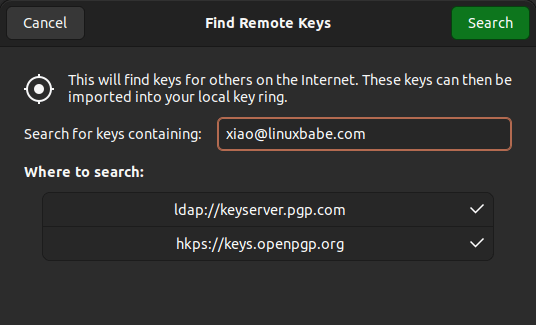 Cancel
Find Remote Keys
Search
This will find keys for others on the Internet. These keys can then be
imported into your local key ring.
Search for keys containing:
xiao@linuxbabe.com
Where to search:
ldap://keyserver.pgp.com
hkps://keys.openpgp.org